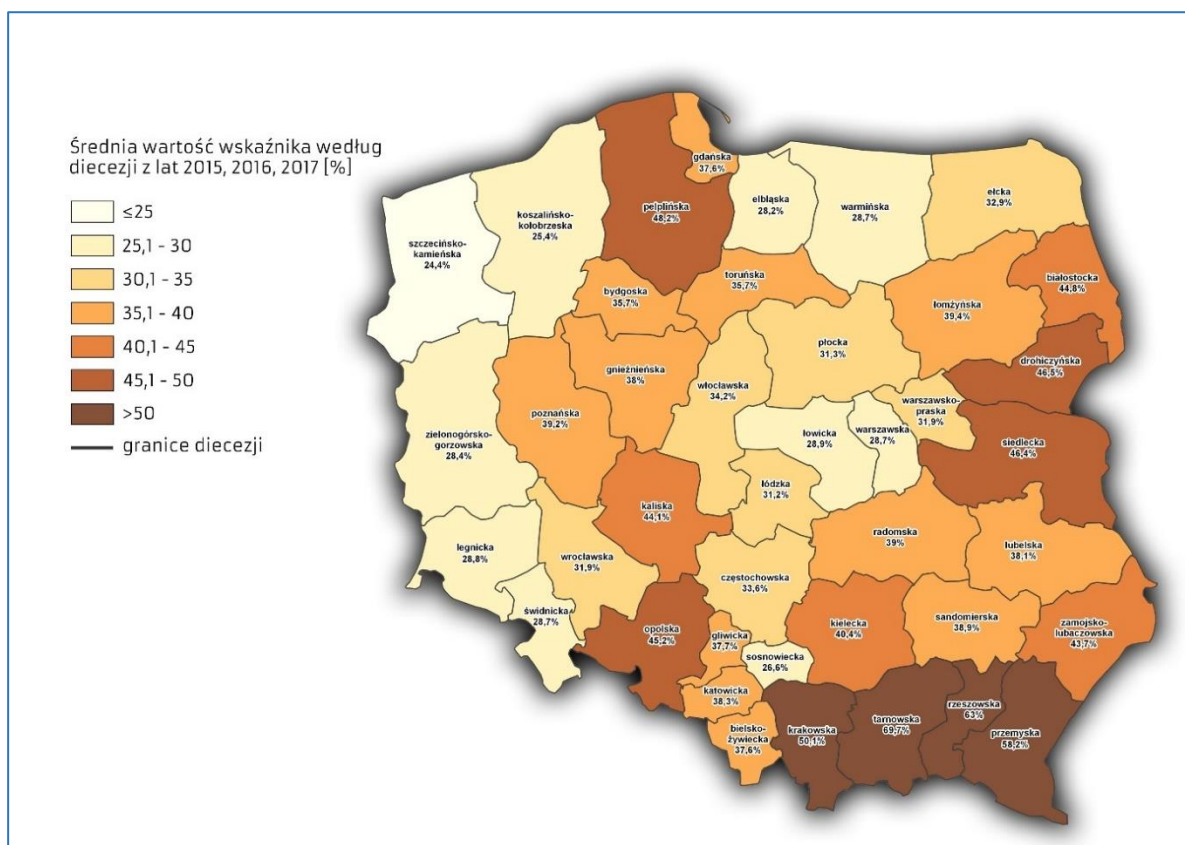 Średnia wartość wskaźnika według
diecezji z lat 2015, 2016, 2017 [%]
≤25
25,1 - 30
30,1 - 35
35,1 - 40
40,1 - 45
45,1 - 50
>50
granice diecezji
gdańska
37,6%
pelplińska
48,2%
koszalińsko-
kołobrzeska
25,4%
szczecińsko-
kamieńska
24,4%
elbląska
28,2%
warmińska
28,7%
ełcka
32,9%
białostocka
44,8%
łomżyńska
39,4%
toruńska
35,7%
bydgoska
35,7%
płocka
31,3%
drohiczyńska
46,5%
gnieźnieńska
38%
włocławska
34,2%
warszawsko-
praska
31,9%
poznańska
39,2%
zielonogórsko-
gorzowska
28,4%
łowicka
28,9%
warszawska
28,7%
siedlecka
46,4%
łódzka
31,2%
kaliska
44,1%
radomska
39%
lubelska
38,1%
legnicka
28,8%
wrocławska
31,9%
częstochowska
33,6%
świdnicka
28,7%
opolska
45,2%
gliwicka
37,7%
sosnowiecka
26,6%
kielecka
40,4%
sandomierska
38,9%
zamojsko-
lubaczowska
43,7%
katowicka
38,3%
bielsko-
żywiecka
37,6%
krakowska
50,1%
tarnowska
69,7%
rzeszowska
63%
przemyska
58,2%